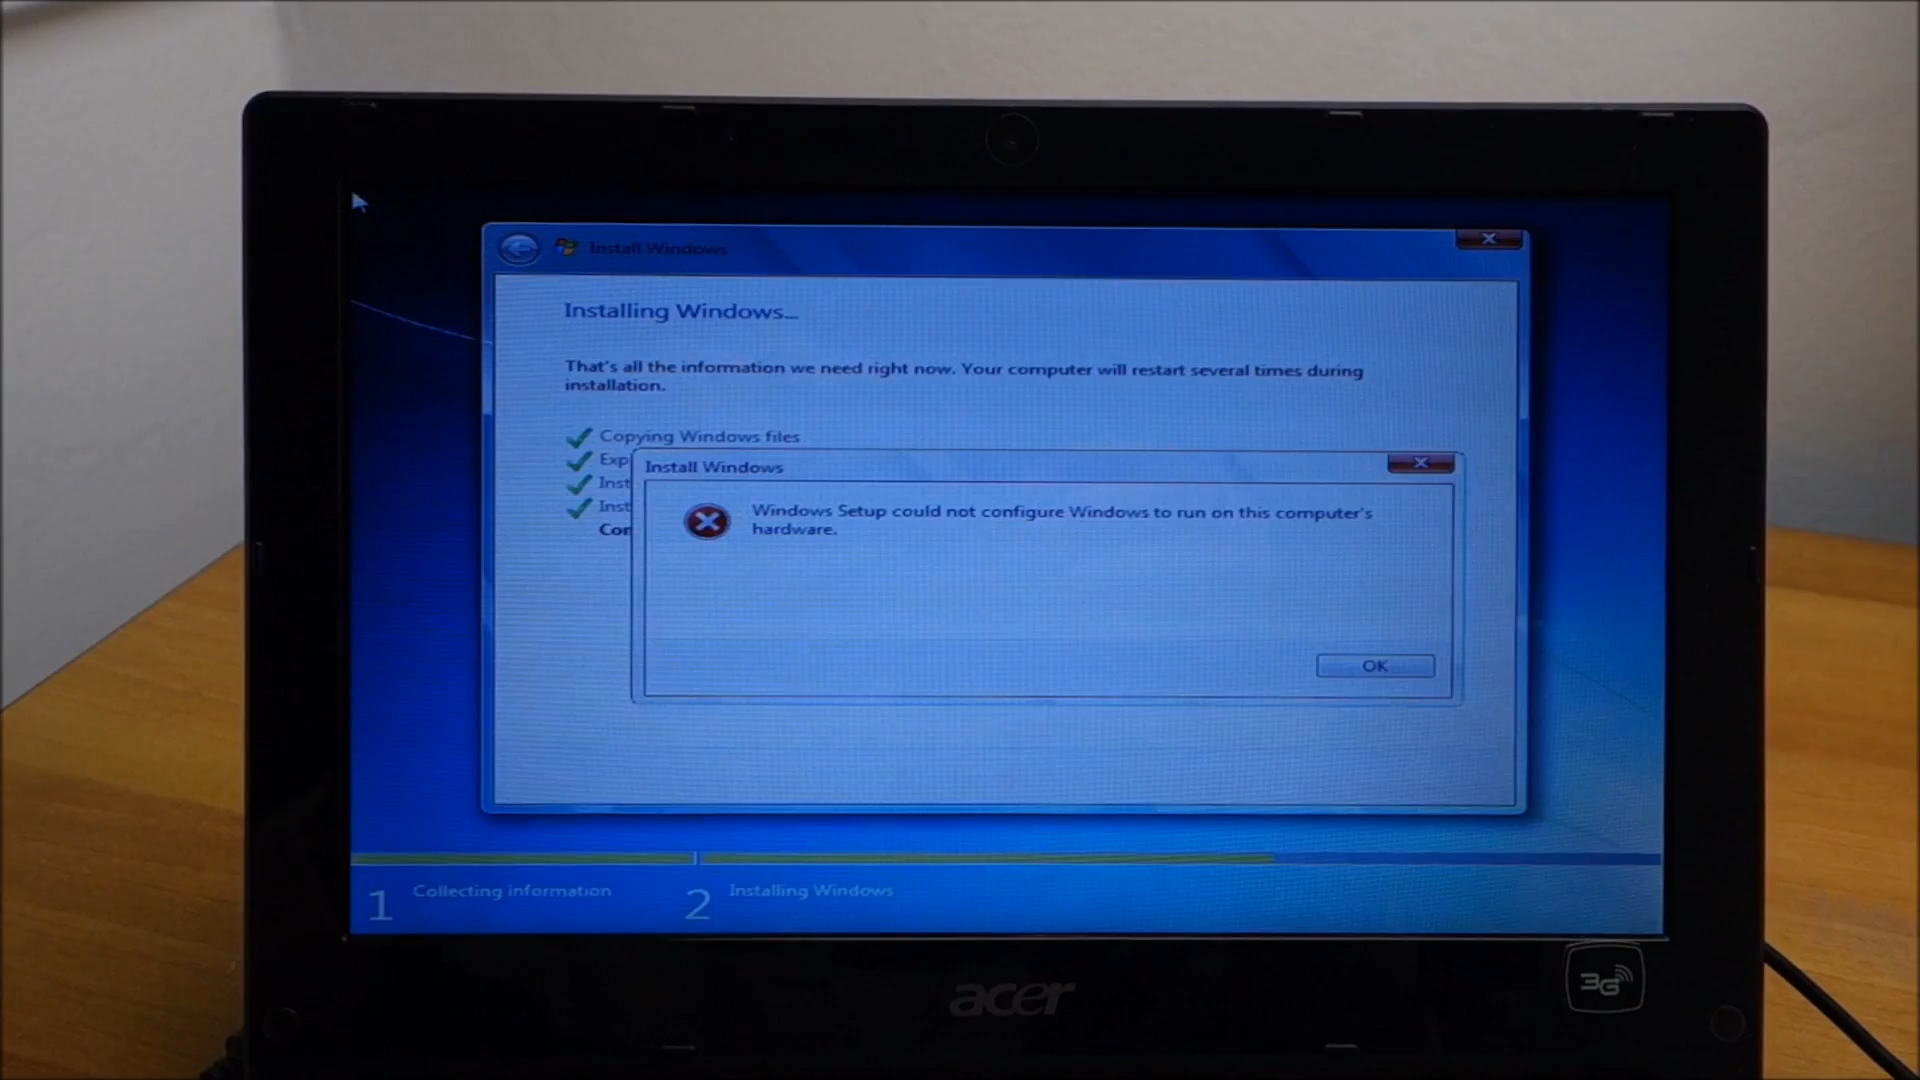 Install Windows
Installing Windows...
That's all the information we need right now. Your computer will restart several times during
installation.
Copying Windows files
Exp
Inst
Inst
Con
Install Windows
Windows Setup could not configure Windows to run on this computer's
hardware.
OK
1 Collecting information
2 Installing Windows
acer
3G